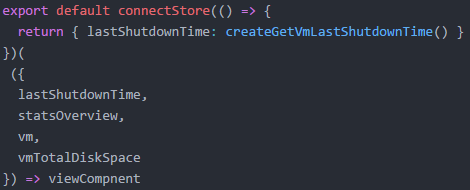 export default connectStore(() => {
  return { lastShutdownTime: createGetVmLastShutdownTime() }
})(
 ({
  lastShutdownTime,
  statsOverview,
  vm,
  vmTotalDiskSpace
}) => viewCompnent